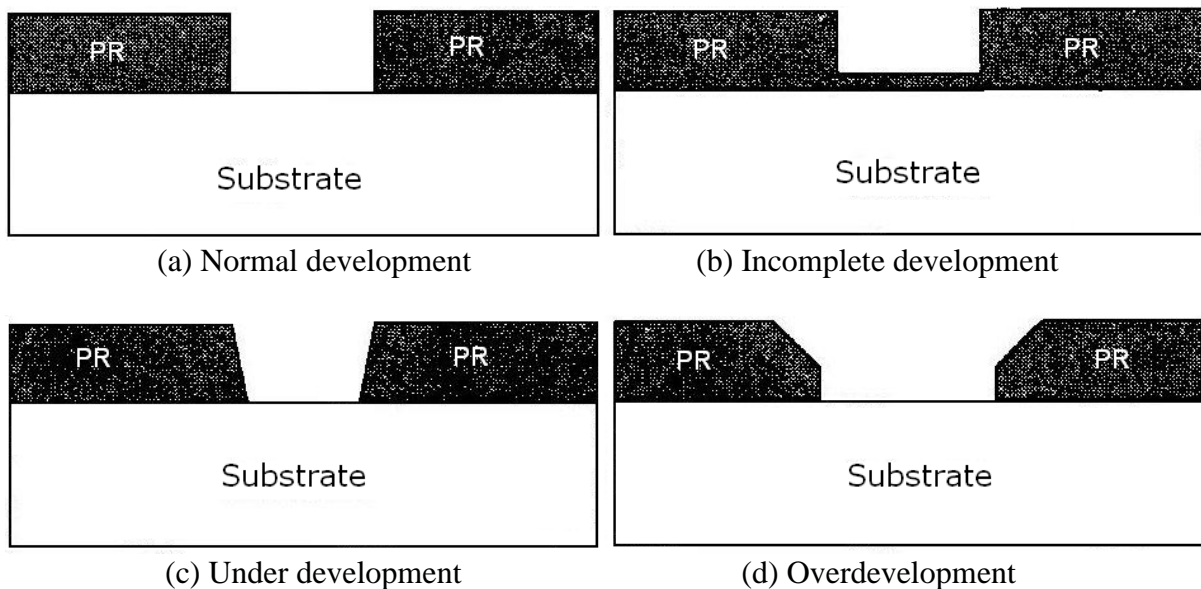 PR PR
Substrate
(a) Normal development
PR PR
Substrate
(b) Incomplete development
PR PR
Substrate
(c) Under development
PR PR
Substrate
(d) Overdevelopment